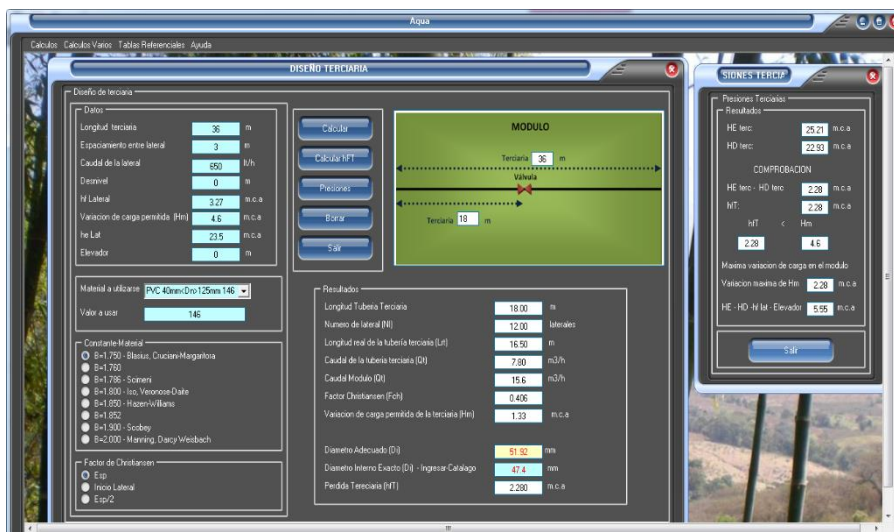 Aqua
Calculos Calculos Varios Tablas Referenciales Ayuda
DISEÑO TERCIARIA
Diseño de terciaria
Datos
Longitud terciaria 36 m
Espaciamiento entre lateral 3 m
Caudal de la lateral 650 lt/h
Desnivel 0 m
hf Lateral 3.27 m.c.a
Variacion de carga permitida (Hm) 4.6 m.c.a
he Lat 23.5 m.c.a
Elevador 0 m
Material a utilizarse PVC 40mm<Dn>125mm 146
Valor a usar 146
Constante-Material
B=1.750 - Blasius, Cruciani-Margaritora
B=1.760
B=1.786 - Scimeni
B=1.800 - Iso, Veronose-Daite
B=1.850 - Hazen-Williams
B=1.852
B=1.900 - Scobey
B=2.000 - Manning, Darcy Weisbach
Factor de Christiansen
Esp
Inicio Lateral
Esp/2
Calcular
Calcular hFT
Presiones
Borrar
Salir
MODULO
Terciaria 36 m
Válvula
Terciaria 18 m
Resultados
Longitud Tuberia Terciaria 18.00 m
Numero de lateral (Nl) 12.00 laterales
Longitud real de la tubería terciaria (Lrt) 16.50 m
Caudal de la tuberia terciaria (Qt) 7.80 m3/h
Caudal Modulo (Qt) 15.6 m3/h
Factor Christiansen (Fch) 0.406
Variacion de carga permitida de la terciaria (Hm) 1.33 m.c.a
Diametro Adecuado (Di) 51.92 mm
Diametro Interno Exacto (Di) - Ingresar-Catalago 47.4 mm
Perdida Tereciaria (hfT) 2.280 m.c.a
SIONES TERCIA
Presiones Terciarias
Resultados
HE terc: 25.21 m.c.a
HD terc: 22.93 m.c.a
COMPROBACION
HE terc - HD terc 2.28 m.c.a
hfT: 2.28 m.c.a
hfT < Hm
2.28 4.6
Maxima variacion de carga en el modulo
Variacion maxima de Hm 2.28 m.c.a
HE - HD -hf lat - Elevador 5.55 m.c.a
Salir